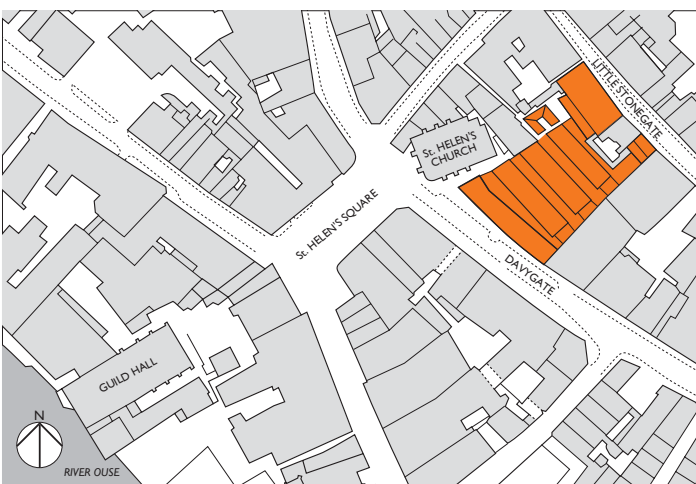 LITTLE STONEGATE
St. HELEN'S
CHURCH
St. HELEN'S SQUARE
DAVYGATE
GUILD HALL
N
RIVER OUSE